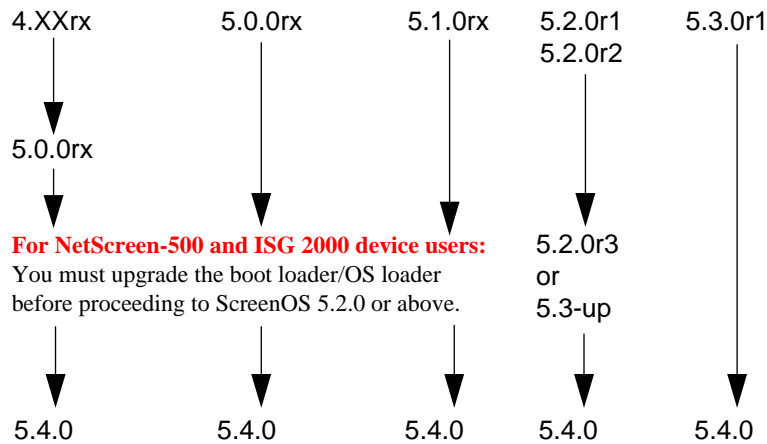 4.XXrx 5.0.0rx 5.1.0rx 5.2.0r1 5.3.0r1
5.2.0r2
5.0.0rx
For NetScreen-500 and ISG 2000 device users:
You must upgrade the boot loader/OS loader
before proceeding to ScreenOS 5.2.0 or above.
5.2.0r3
or
5.3-up
5.4.0 5.4.0 5.4.0 5.4.0 5.4.0